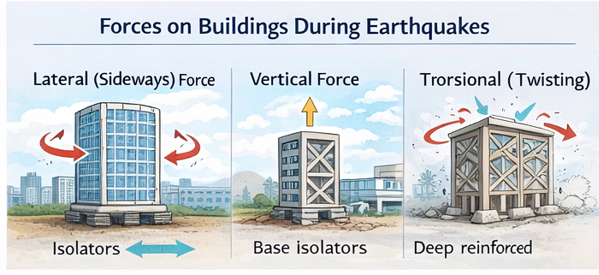 Forces on Buildings During Earthquakes
Lateral (Sideways) Force
Vertical Force
Trorsional (Twisting)
Isolators
Base isolators
Deep reinforced